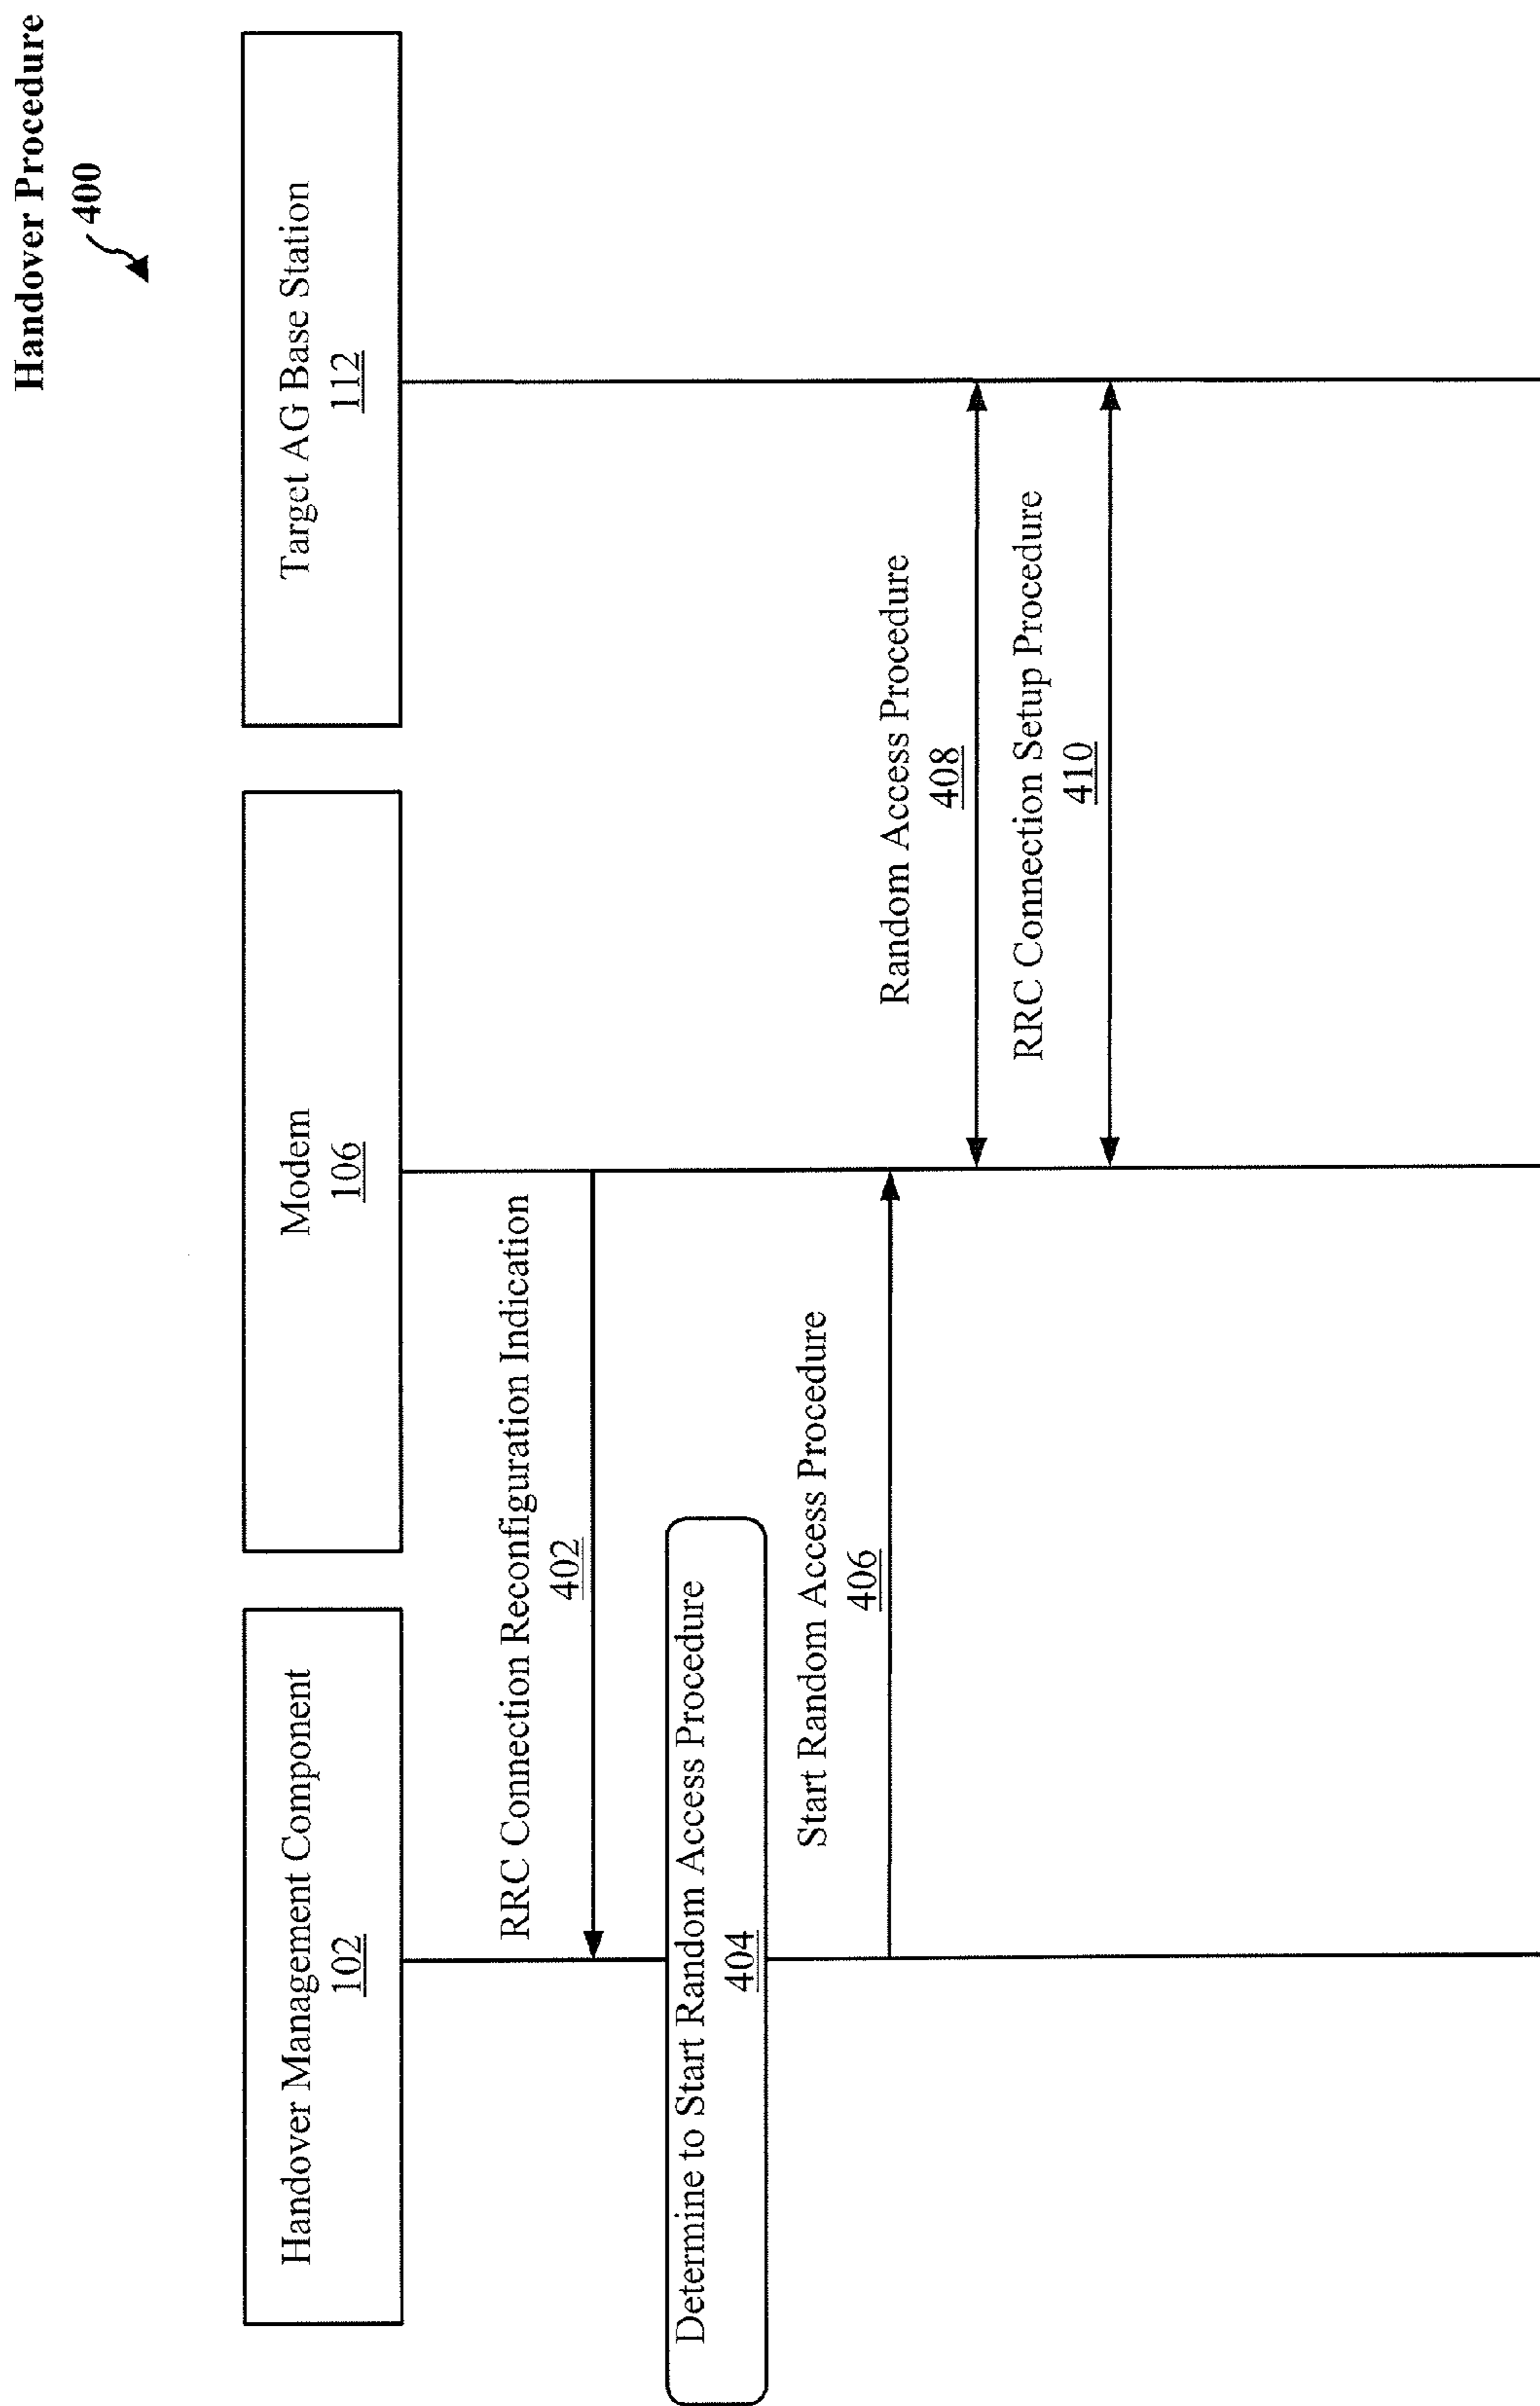 Handover Procedure
400
Handover Management Component
102
Modem
106
Target AG Base Station
112
RRC Connection Reconfiguration Indication
402
Determine to Start Random Access Procedure
404
Start Random Access Procedure
406
Random Access Procedure
408
RRC Connection Setup Procedure
410